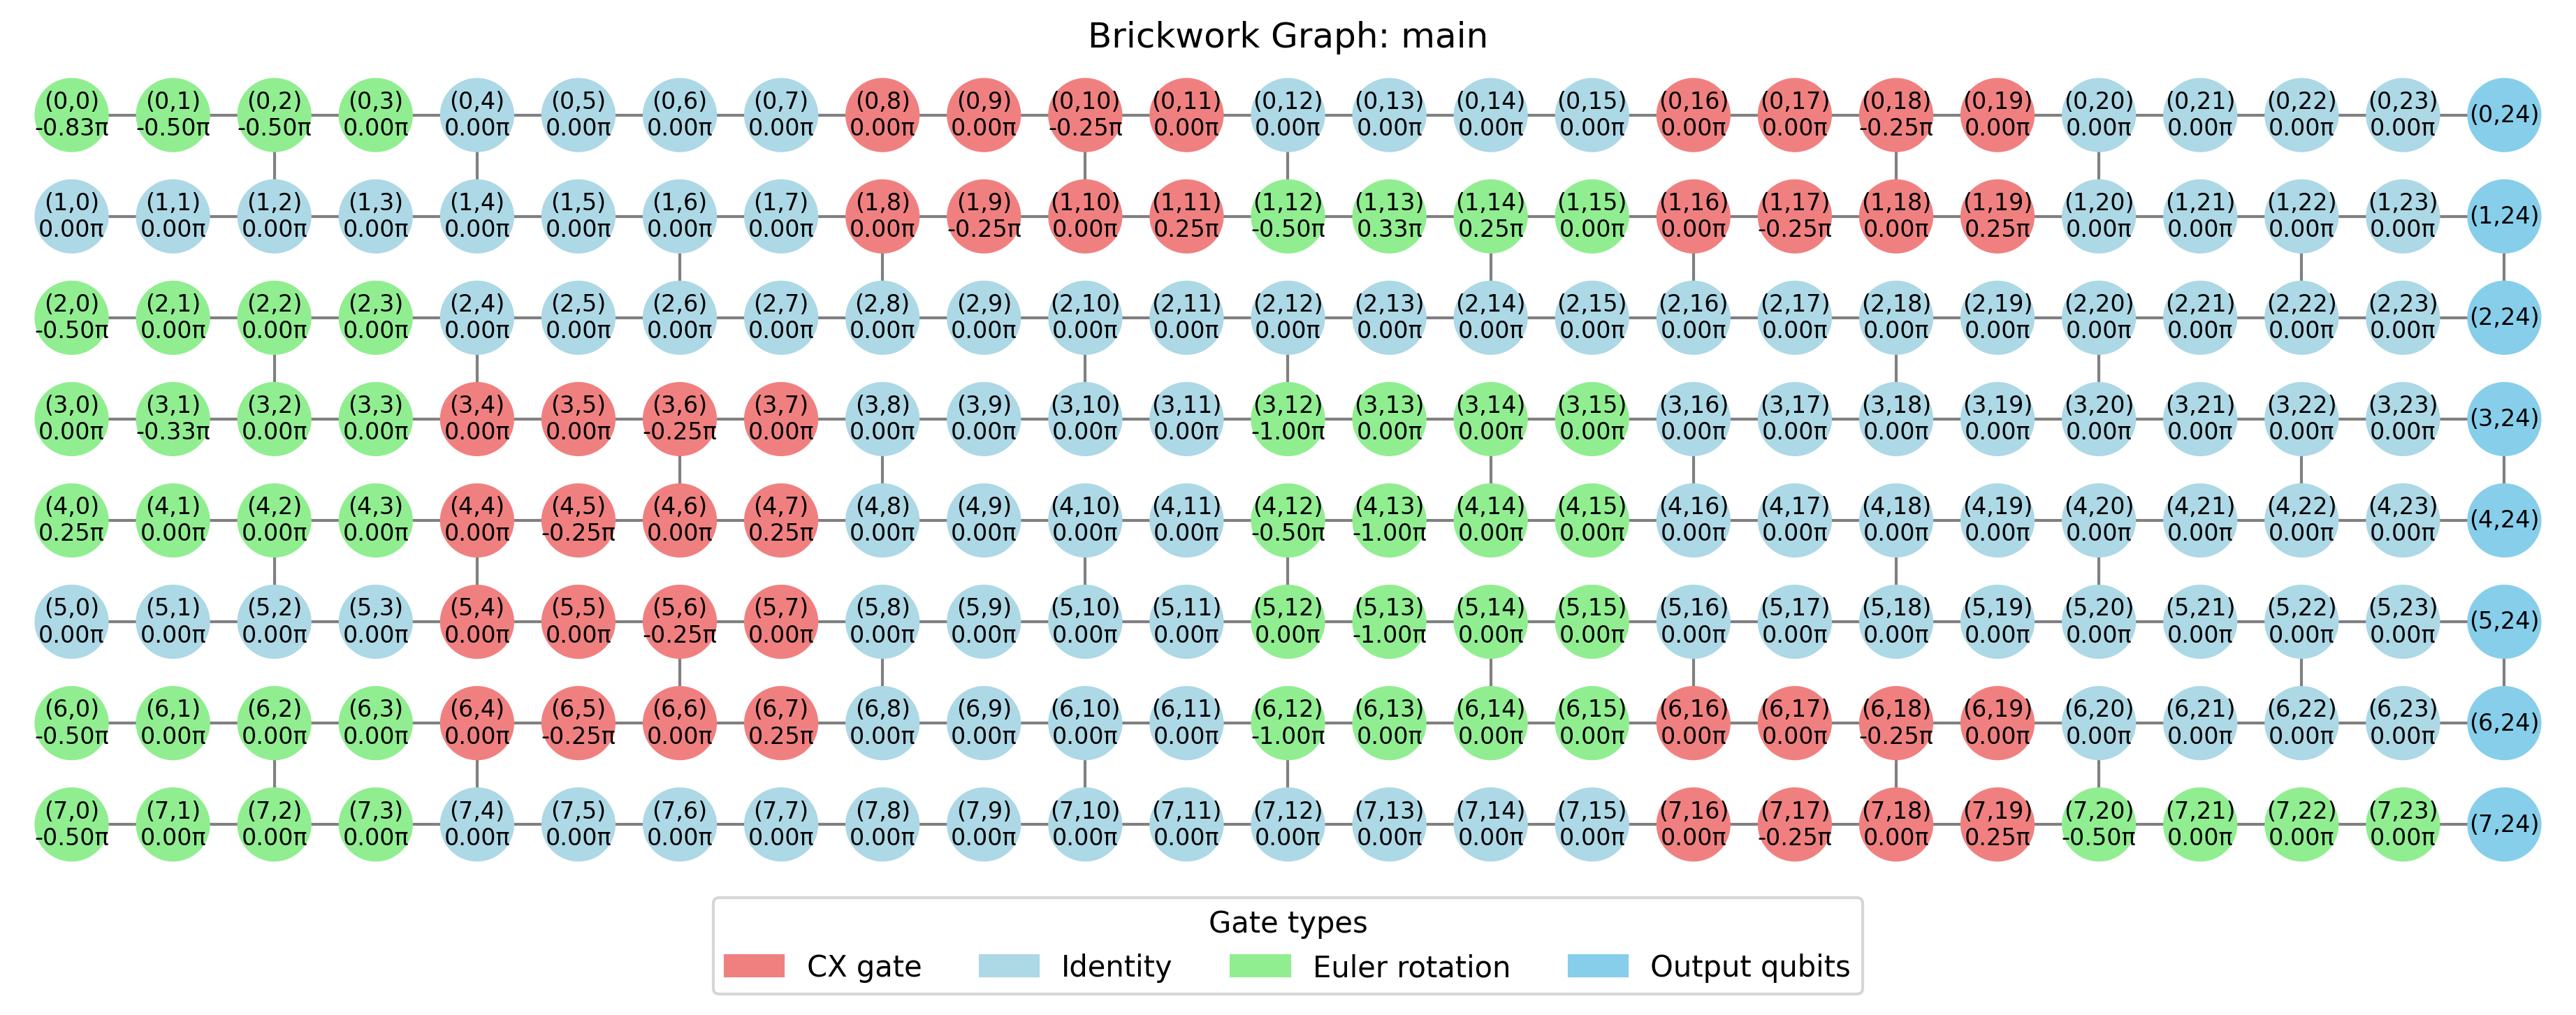 Brickwork Graph: main
(0,0) (0,1) (0,2) (0,3) (0,4) (0,5) (0,6) (0,7) (0,8) (0,9) (0,10) (0,11) (0,12) (0,13) (0,14) (0,15) (0,16) (0,17) (0,18) (0,19) (0,20) (0,21) (0,22) (0,23) (0,24)
-0.83π -0.50π -0.50π 0.00π 0.00π 0.00π 0.00π 0.00π 0.00π 0.00π -0.25π 0.00π 0.00π 0.00π 0.00π 0.00π 0.00π 0.00π -0.25π 0.00π 0.00π 0.00π 0.00π 0.00π
(1,0) (1,1) (1,2) (1,3) (1,4) (1,5) (1,6) (1,7) (1,8) (1,9) (1,10) (1,11) (1,12) (1,13) (1,14) (1,15) (1,16) (1,17) (1,18) (1,19) (1,20) (1,21) (1,22) (1,23) (1,24)
0.00π 0.00π 0.00π 0.00π 0.00π 0.00π 0.00π 0.00π 0.00π -0.25π 0.00π 0.25π -0.50π 0.33π 0.25π 0.00π 0.00π -0.25π 0.00π 0.25π 0.00π 0.00π 0.00π 0.00π
(2,0) (2,1) (2,2) (2,3) (2,4) (2,5) (2,6) (2,7) (2,8) (2,9) (2,10) (2,11) (2,12) (2,13) (2,14) (2,15) (2,16) (2,17) (2,18) (2,19) (2,20) (2,21) (2,22) (2,23) (2,24)
-0.50π 0.00π 0.00π 0.00π 0.00π 0.00π 0.00π 0.00π 0.00π 0.00π 0.00π 0.00π 0.00π 0.00π 0.00π 0.00π 0.00π 0.00π 0.00π 0.00π 0.00π 0.00π 0.00π 0.00π
(3,0) (3,1) (3,2) (3,3) (3,4) (3,5) (3,6) (3,7) (3,8) (3,9) (3,10) (3,11) (3,12) (3,13) (3,14) (3,15) (3,16) (3,17) (3,18) (3,19) (3,20) (3,21) (3,22) (3,23) (3,24)
0.00π -0.33π 0.00π 0.00π 0.00π 0.00π -0.25π 0.00π 0.00π 0.00π 0.00π 0.00π -1.00π 0.00π 0.00π 0.00π 0.00π 0.00π 0.00π 0.00π 0.00π 0.00π 0.00π 0.00π
(4,0) (4,1) (4,2) (4,3) (4,4) (4,5) (4,6) (4,7) (4,8) (4,9) (4,10) (4,11) (4,12) (4,13) (4,14) (4,15) (4,16) (4,17) (4,18) (4,19) (4,20) (4,21) (4,22) (4,23) (4,24)
0.25π 0.00π 0.00π 0.00π 0.00π -0.25π 0.00π 0.25π 0.00π 0.00π 0.00π 0.00π -0.50π -1.00π 0.00π 0.00π 0.00π 0.00π 0.00π 0.00π 0.00π 0.00π 0.00π 0.00π
(5,0) (5,1) (5,2) (5,3) (5,4) (5,5) (5,6) (5,7) (5,8) (5,9) (5,10) (5,11) (5,12) (5,13) (5,14) (5,15) (5,16) (5,17) (5,18) (5,19) (5,20) (5,21) (5,22) (5,23) (5,24)
0.00π 0.00π 0.00π 0.00π 0.00π 0.00π -0.25π 0.00π 0.00π 0.00π 0.00π 0.00π 0.00π -1.00π 0.00π 0.00π 0.00π 0.00π 0.00π 0.00π 0.00π 0.00π 0.00π 0.00π
(6,0) (6,1) (6,2) (6,3) (6,4) (6,5) (6,6) (6,7) (6,8) (6,9) (6,10) (6,11) (6,12) (6,13) (6,14) (6,15) (6,16) (6,17) (6,18) (6,19) (6,20) (6,21) (6,22) (6,23) (6,24)
-0.50π 0.00π 0.00π 0.00π 0.00π -0.25π 0.00π 0.25π 0.00π 0.00π 0.00π 0.00π -1.00π 0.00π 0.00π 0.00π 0.00π 0.00π -0.25π 0.00π 0.00π 0.00π 0.00π 0.00π
(7,0) (7,1) (7,2) (7,3) (7,4) (7,5) (7,6) (7,7) (7,8) (7,9) (7,10) (7,11) (7,12) (7,13) (7,14) (7,15) (7,16) (7,17) (7,18) (7,19) (7,20) (7,21) (7,22) (7,23) (7,24)
-0.50π 0.00π 0.00π 0.00π 0.00π 0.00π 0.00π 0.00π 0.00π 0.00π 0.00π 0.00π 0.00π 0.00π 0.00π 0.00π 0.00π -0.25π 0.00π 0.25π -0.50π 0.00π 0.00π 0.00π
Gate types
CX gate Identity Euler rotation Output qubits